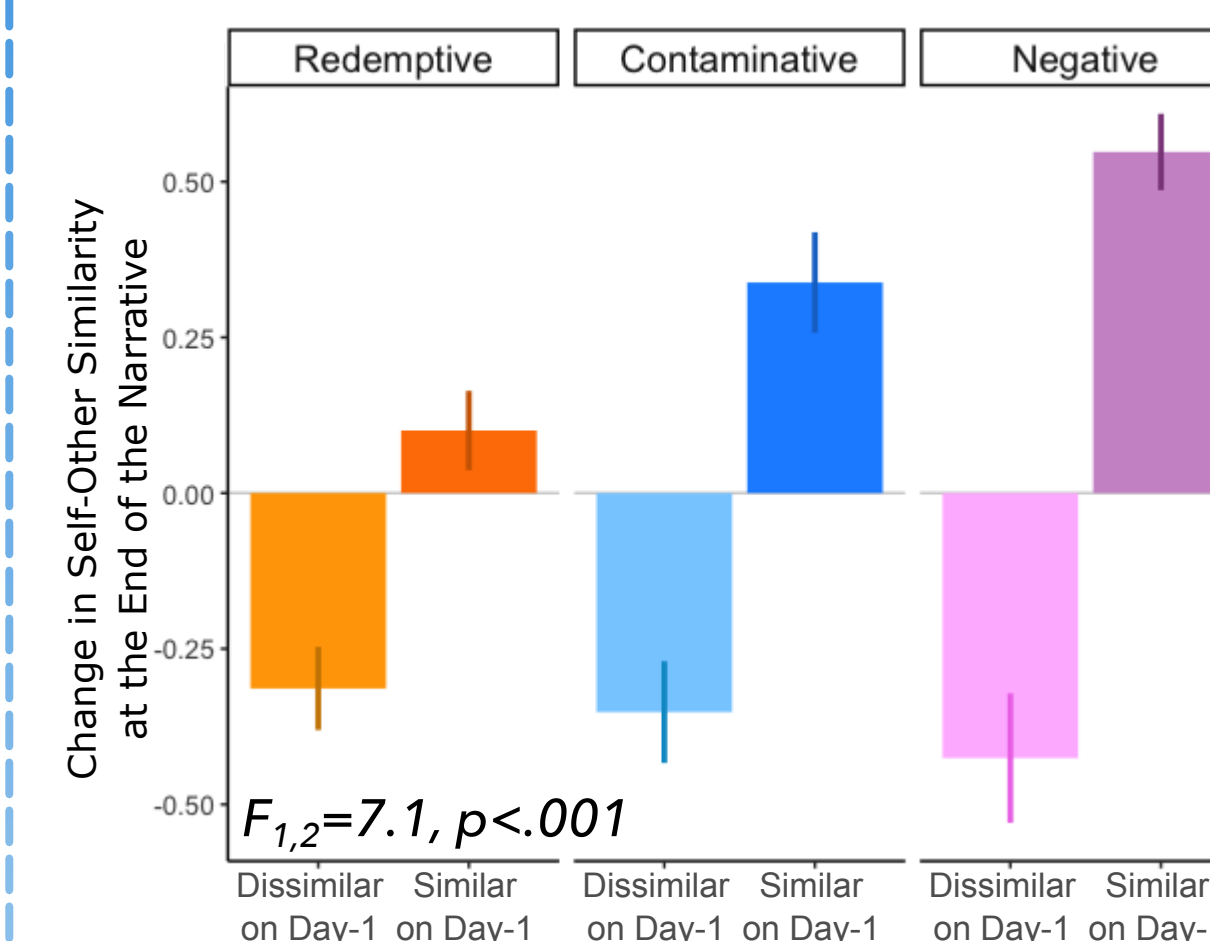 Redemptive Contaminative Negative
Change in Self-Other Similarity
at the End of the Narrative
0.50
0.25
0.00
-0.25
-0.50
F1,2=7.1, p<.001
Dissimilar Similar Dissimilar Similar Dissimilar Similar
on Day-1 on Day-1 on Day-1 on Day-1 on Day-1 on Day-